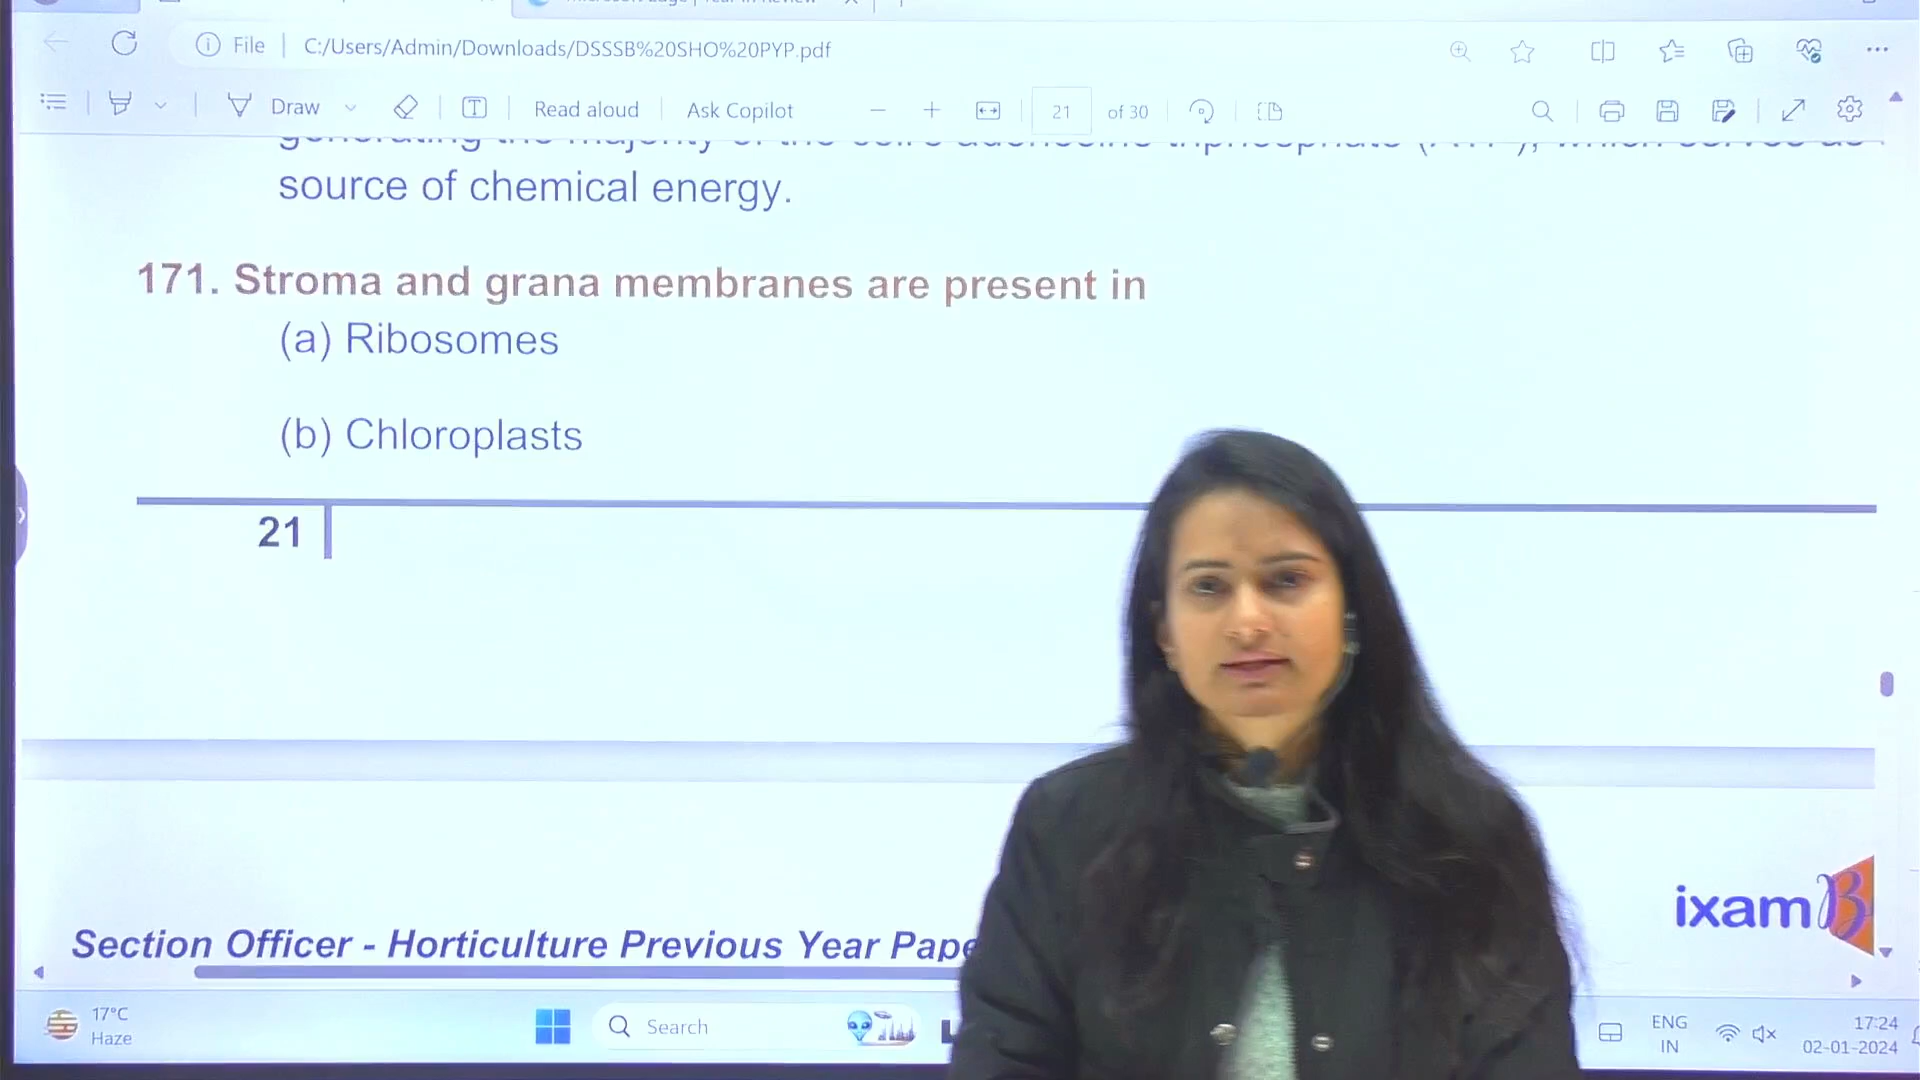 File
C:/Users/Admin/Downloads/DSSSB%20SHO%20PYP.pdf
Draw
Read aloud
Ask Copilot
21
of 30
source of chemical energy.
171. Stroma and grana membranes are present in
(a) Ribosomes
(b) Chloroplasts
21
ixamB
Section Officer - Horticulture Previous Year
17°C
Haze
Search
ENG
IN
17:24
02-01-2024